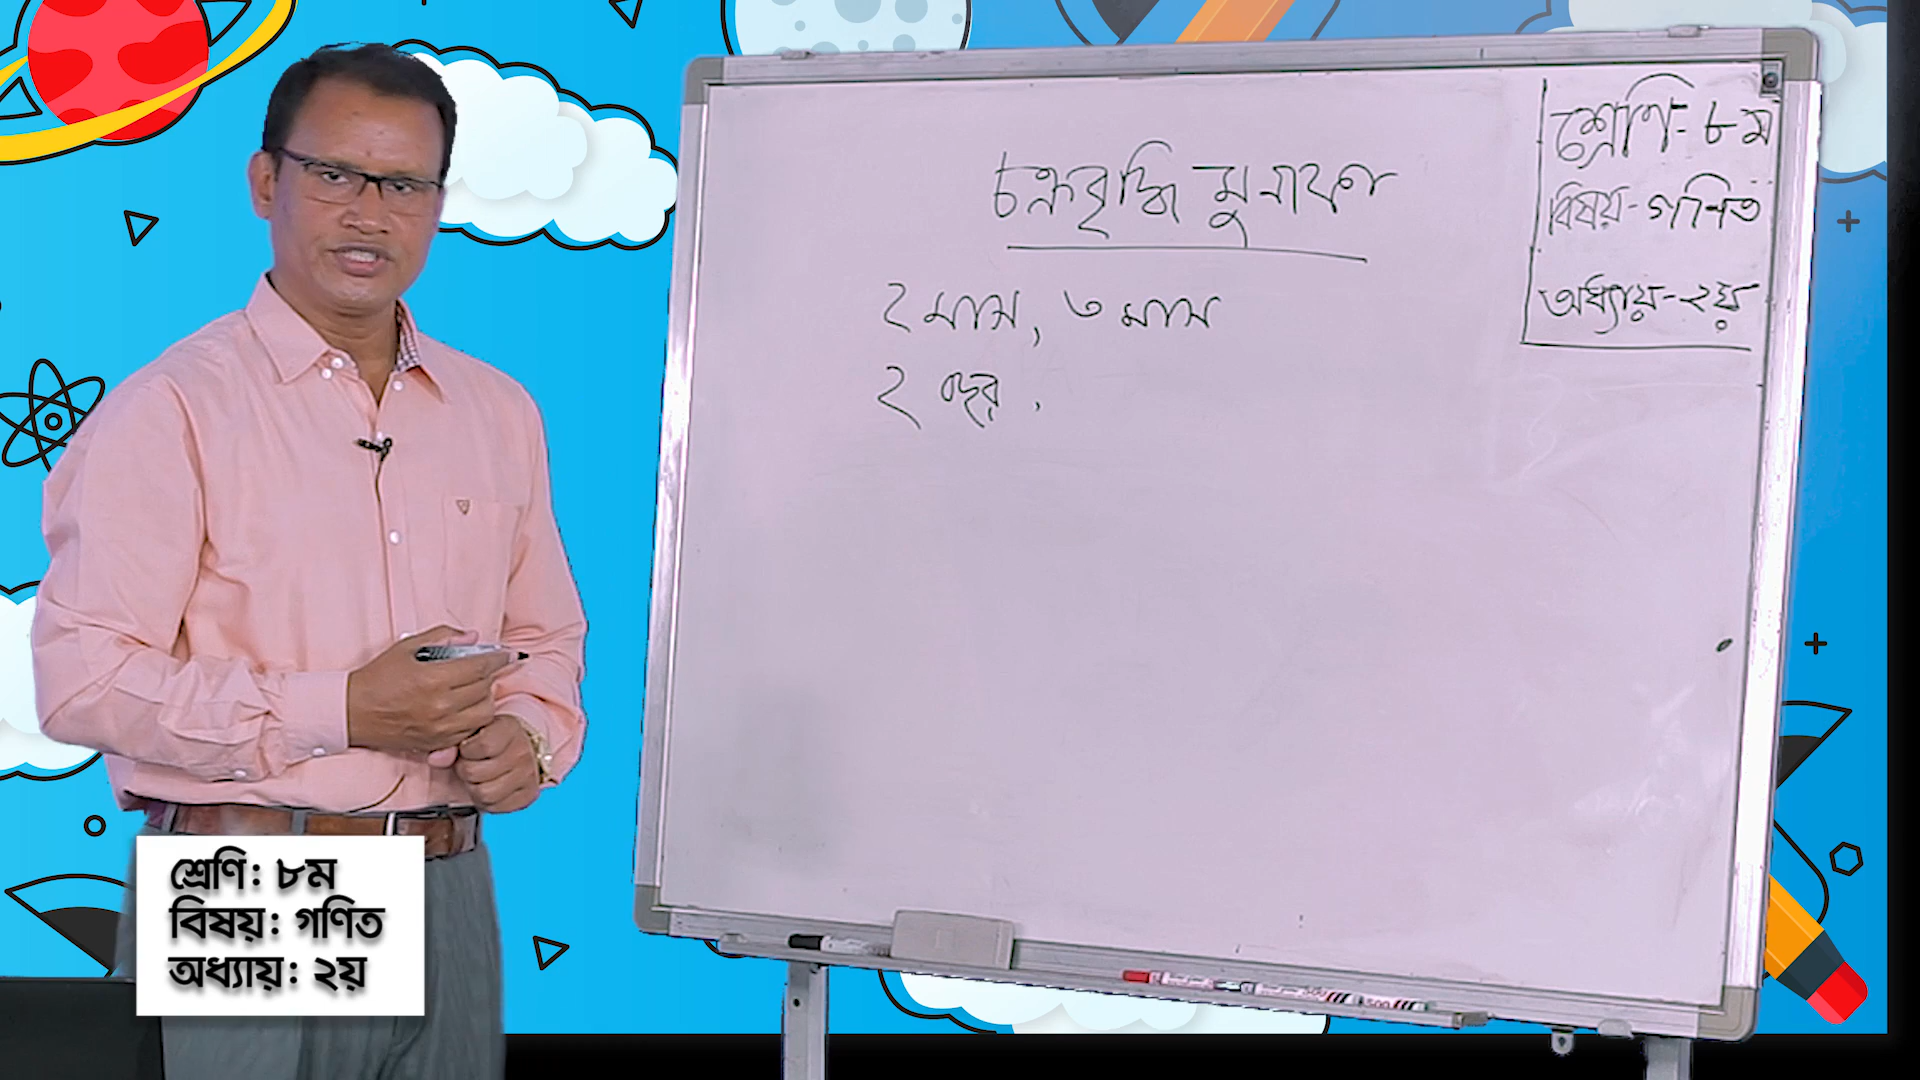 চক্রবৃদ্ধি মুনাফা
২ মাস, ৩ মাস
২ বছর,
শ্রেণি- ৮ম
বিষয়- গণিত
অধ্যায়- ২য়
শ্রেণি: ৮ম
বিষয়: গণিত
অধ্যায়: ২য়